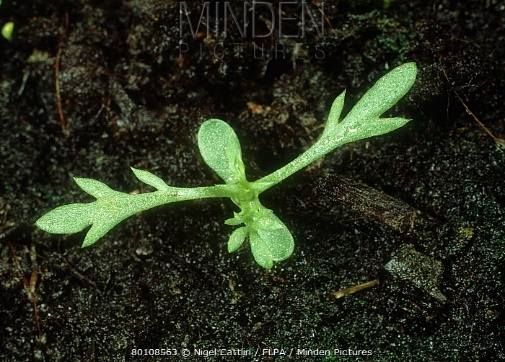 MINDEN
PICTURES
80108563 © Nigel Cattlin / FLPA / Minden Pictures